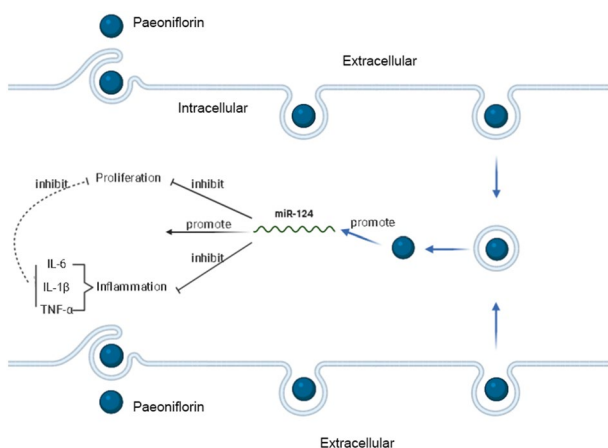 Paeoniflorin
Extracellular
Intracellular
inhibit
Proliferation
inhibit
miR-124
promote
promote
inhibit
IL-6
IL-1β
Inflammation
TNF-α
Paeoniflorin
Extracellular